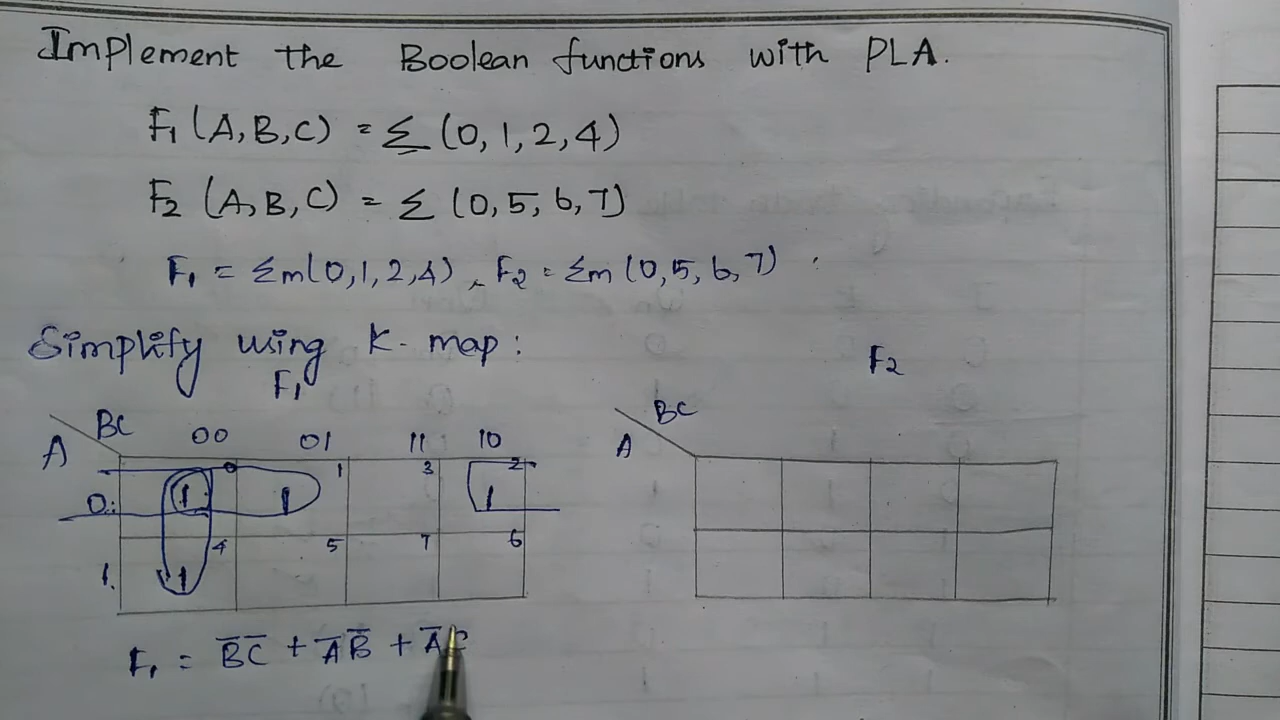 Implement the Boolean functions with PLA.
F₁ (A,B,C) = Σ (0,1,2,4)
F₂ (A,B,C) = Σ (0,5,6,7)
F₁ = Σm(0,1,2,4), F₂ = Σm (0,5,6,7)
Simplify using K-map:
F₁ F₂
BC 00 01 11 10 BC
A A
0 1 3 2
0 1 1 1
4 5 7 6
1 1
F₁ = B̅C̅ + A̅B̅ + A̅